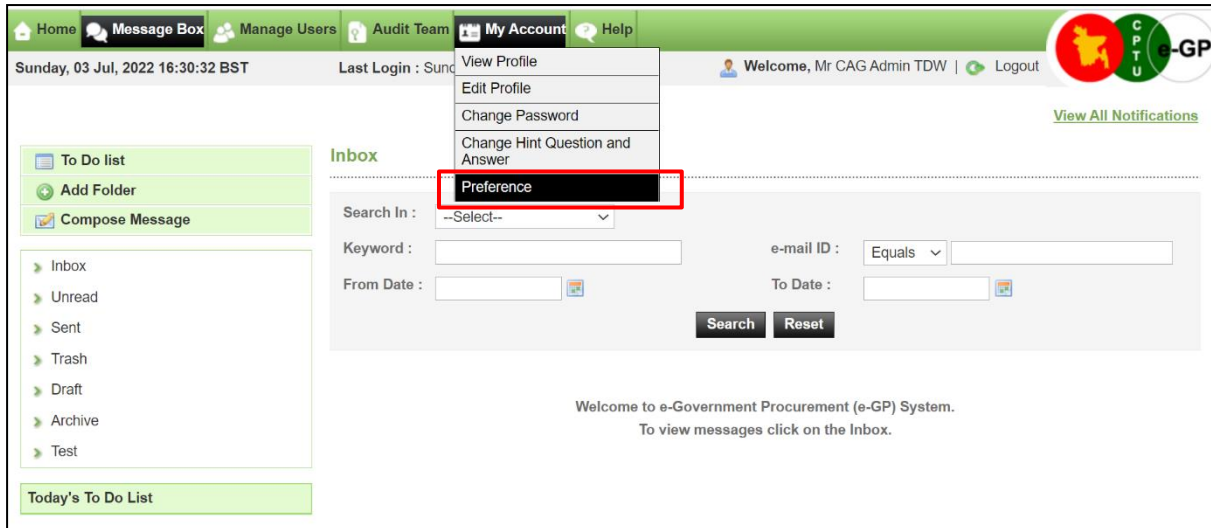 Home Message Box Manage Users Audit Team My Account Help
CPTU e-GP
Sunday, 03 Jul, 2022 16:30:32 BST Last Login : Welcome, Mr CAG Admin TDW | Logout
View Profile
Edit Profile
Change Password
Change Hint Question and
Answer
Preference
View All Notifications
To Do list
Add Folder
Compose Message
Inbox
Unread
Sent
Trash
Draft
Archive
Test
Today's To Do List
Inbox
Search In : --Select--
Keyword : e-mail ID : Equals
From Date : To Date :
Search Reset
Welcome to e-Government Procurement (e-GP) System.
To view messages click on the Inbox.